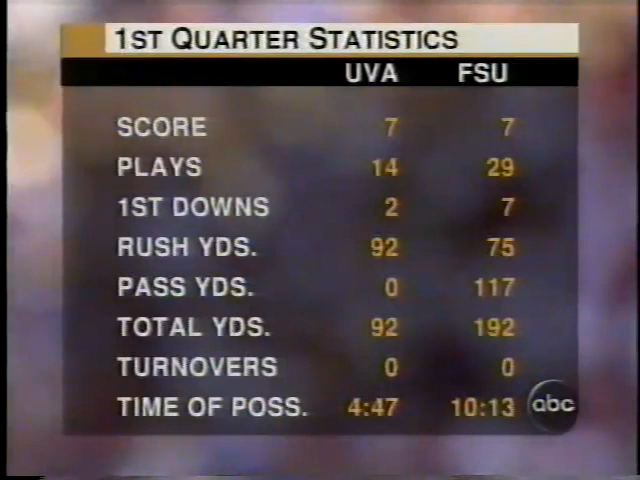 1ST QUARTER STATISTICS
UVA FSU
SCORE 7 7
PLAYS 14 29
1ST DOWNS 2 7
RUSH YDS. 92 75
PASS YDS. 0 117
TOTAL YDS. 92 192
TURNOVERS 0 0
TIME OF POSS. 4:47 10:13
abc